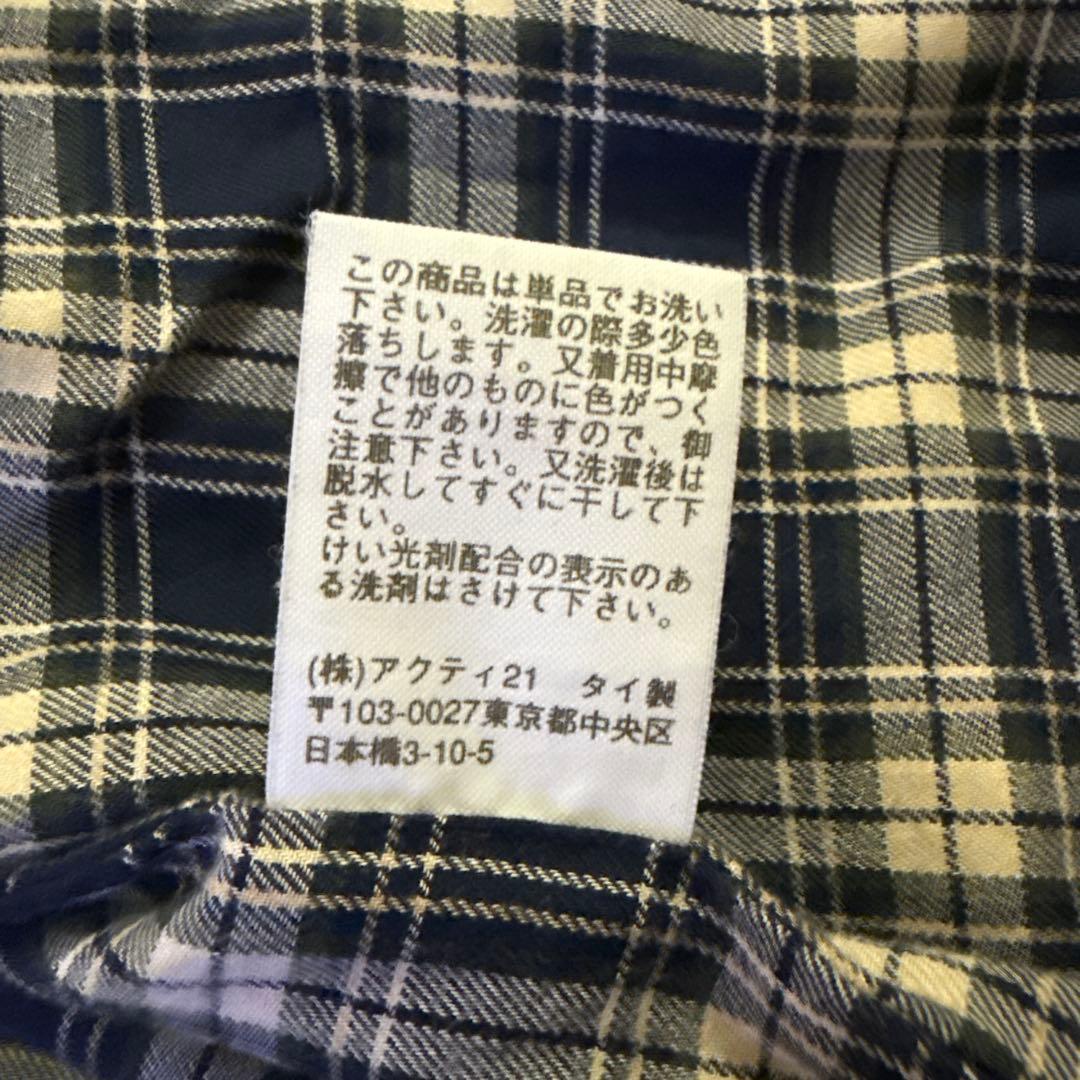 この商品は単品でお洗い
下さい。洗濯の際多少色
落ちします。又着用中摩
擦で他のものに色がつく
ことがありますので、御
注意下さい。又洗濯後は
脱水してすぐに干して下
さい。
けい光剤配合の表示のあ
る洗剤はさけて下さい。
(株)アクティ21 タイ製
〒103-0027東京都中央区
日本橋3-10-5